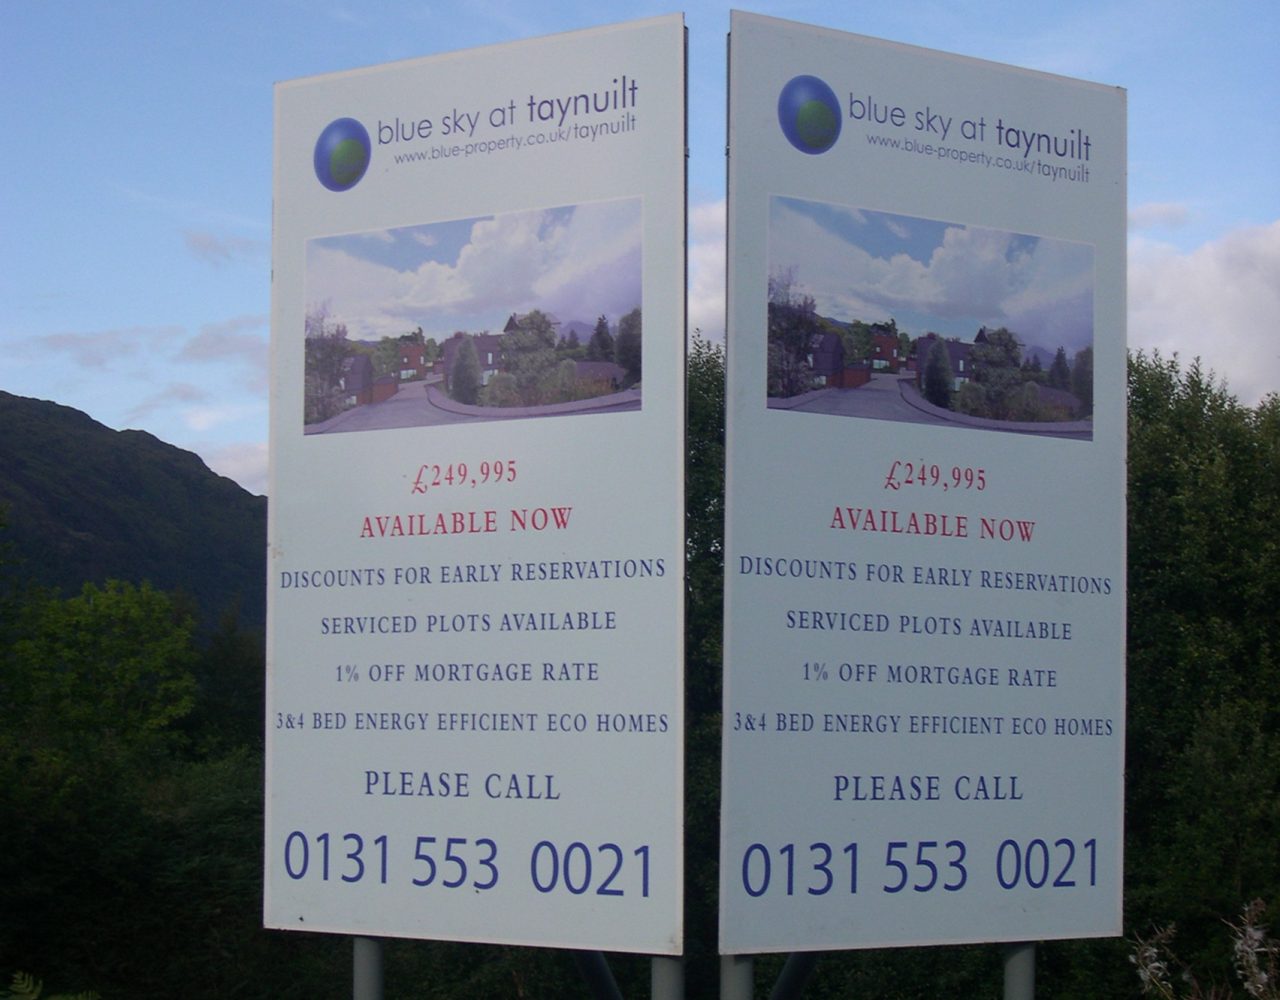 blue sky at taynuilt
www.blue-property.co.uk/taynuilt
£249,995
AVAILABLE NOW
DISCOUNTS FOR EARLY RESERVATIONS
SERVICED PLOTS AVAILABLE
1% OFF MORTGAGE RATE
3&4 BED ENERGY EFFICIENT ECO HOMES
PLEASE CALL
0131 553 0021
blue sky at taynuilt
www.blue-property.co.uk/taynuilt
£249,995
AVAILABLE NOW
DISCOUNTS FOR EARLY RESERVATIONS
SERVICED PLOTS AVAILABLE
1% OFF MORTGAGE RATE
3&4 BED ENERGY EFFICIENT ECO HOMES
PLEASE CALL
0131 553 0021